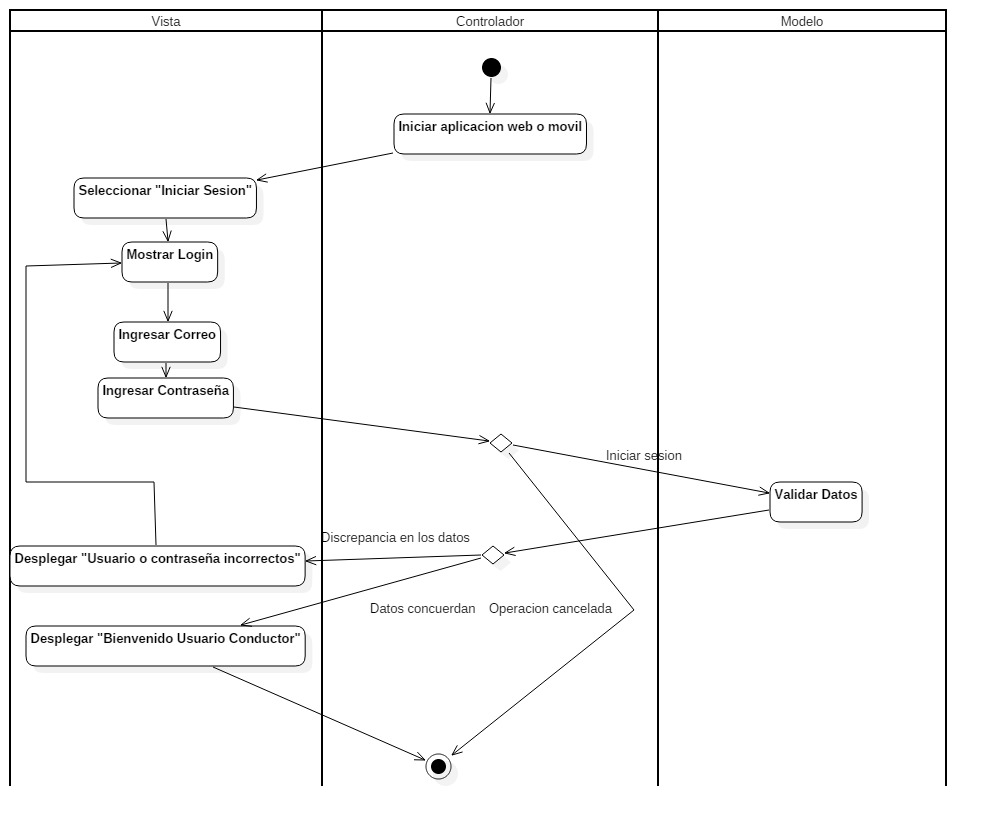 Vista
Controlador
Modelo
Iniciar aplicacion web o movil
Seleccionar "Iniciar Sesion"
Mostrar Login
Ingresar Correo
Ingresar Contraseña
Iniciar sesion
Validar Datos
Discrepancia en los datos
Desplegar "Usuario o contraseña incorrectos"
Datos concuerdan
Operacion cancelada
Desplegar "Bienvenido Usuario Conductor"